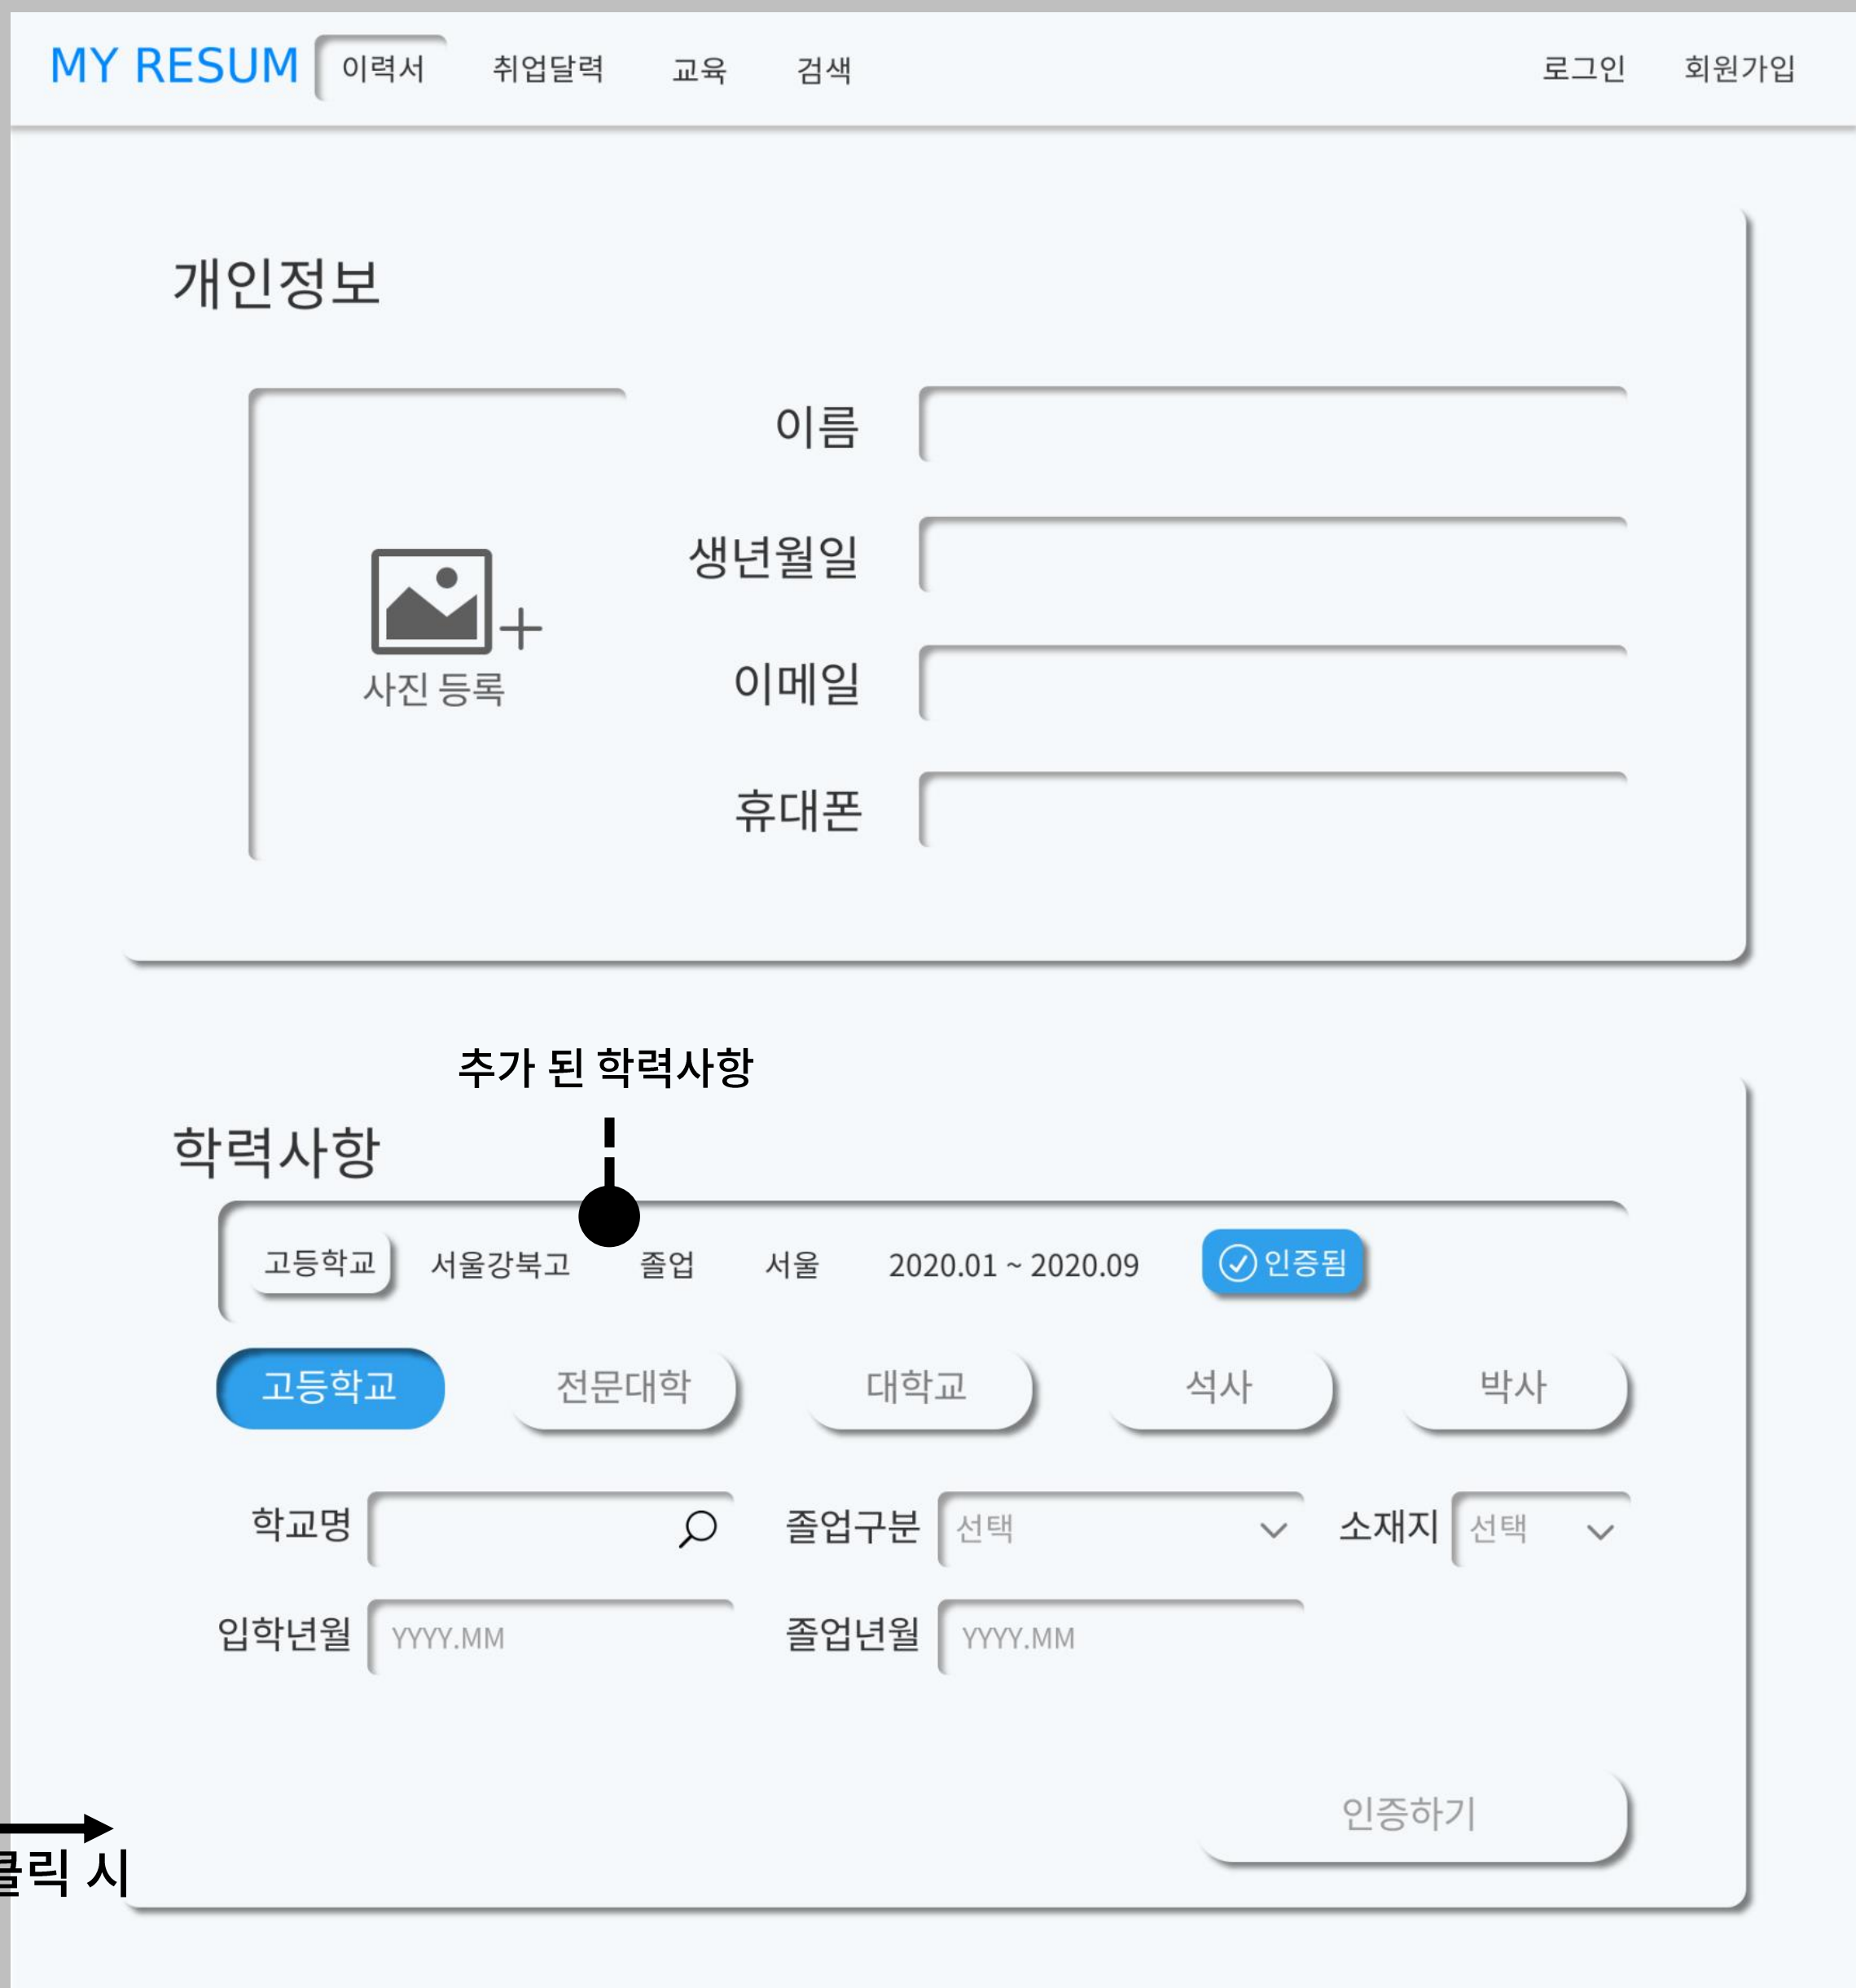 MY RESUM 이력서 취업달력 교육 검색 로그인 회원가입
개인정보
사진 등록
이름
생년월일
이메일
휴대폰
추가 된 학력사항
학력사항
고등학교 서울강북고 졸업 서울 2020.01 ~ 2020.09 인증됨
고등학교 전문대학 대학교 석사 박사
학교명 졸업구분 선택 소재지 선택
입학년월 YYYY.MM 졸업년월 YYYY.MM
인증하기
클릭 시